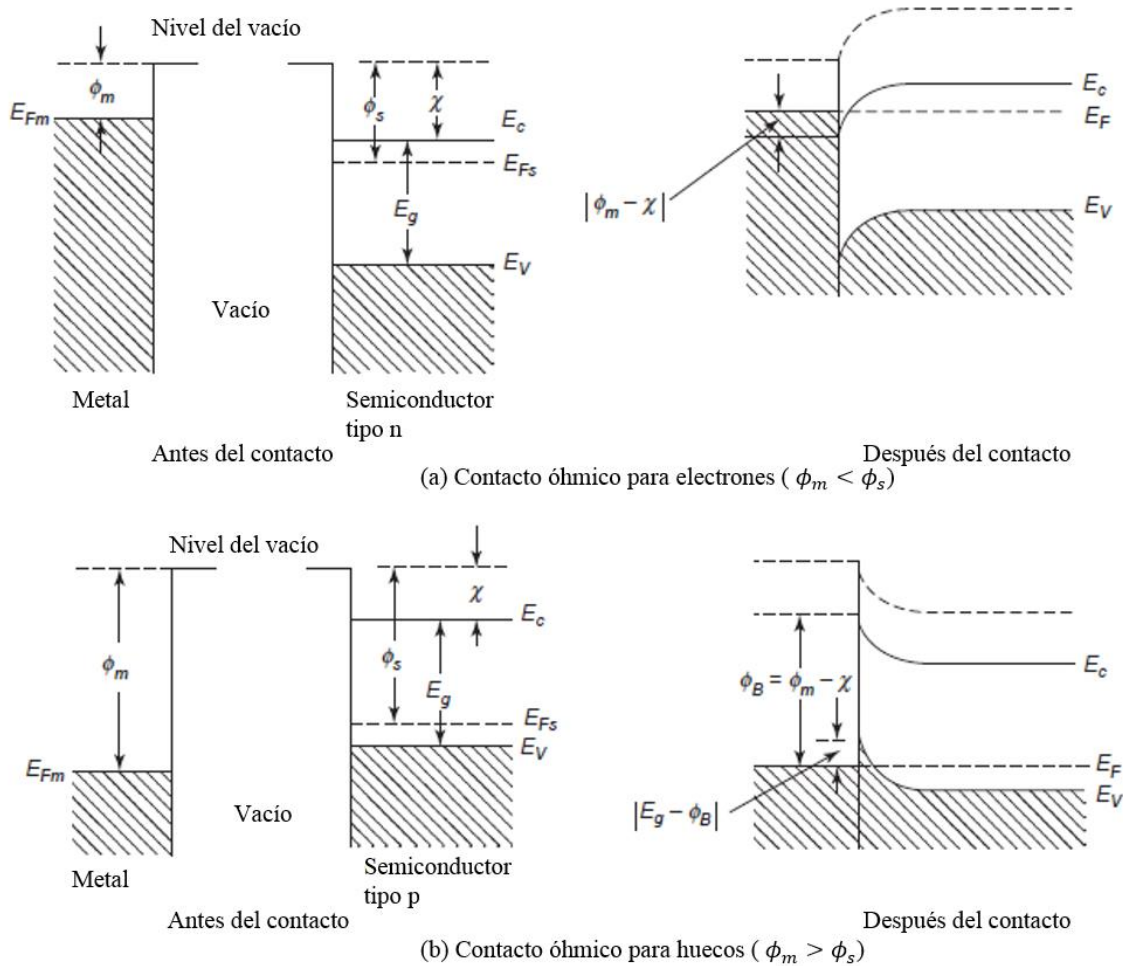 Nivel del vacío
ϕm
EFm
ϕs
χ
Ec
EFs
Eg
EV
Vacío
Metal
Semiconductor
tipo n
Antes del contacto
Ec
EF
|ϕm − χ|
EV
Después del contacto
(a) Contacto óhmico para electrones ( ϕm < ϕs)
Nivel del vacío
χ
Ec
ϕm
ϕs
Eg
EFs
EV
EFm
Vacío
Metal
Semiconductor
tipo p
Antes del contacto
ϕB = ϕm − χ
Ec
EF
EV
|Eg − ϕB|
Después del contacto
(b) Contacto óhmico para huecos ( ϕm > ϕs)